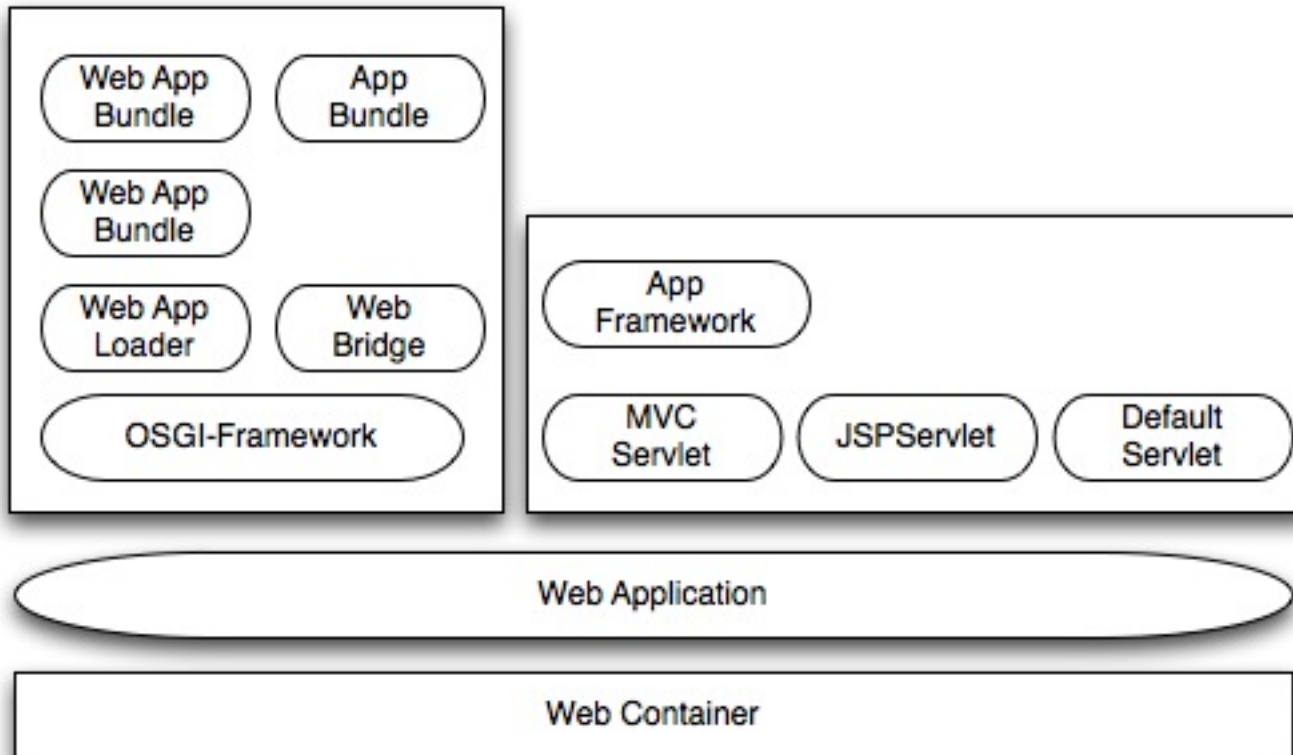 Web App
Bundle
App
Bundle
Web App
Bundle
Web App
Loader
Web
Bridge
OSGI-Framework
App
Framework
MVC
Servlet
JSPServlet
Default
Servlet
Web Application
Web Container